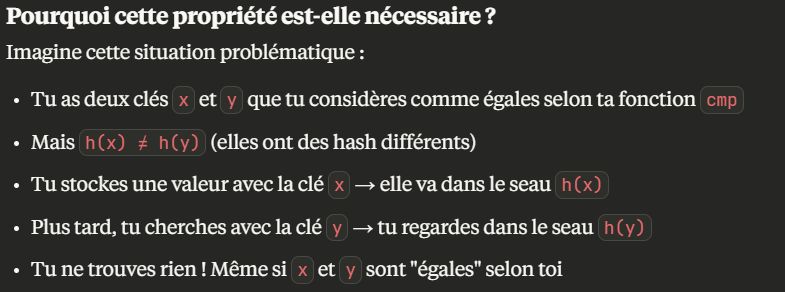 Pourquoi cette propriété est-elle nécessaire ?
Imagine cette situation problématique :
• Tu as deux clés x et y que tu considères comme égales selon ta fonction cmp
• Mais h(x) ≠ h(y) (elles ont des hash différents)
• Tu stockes une valeur avec la clé x → elle va dans le seau h(x)
• Plus tard, tu cherches avec la clé y → tu regardes dans le seau h(y)
• Tu ne trouves rien ! Même si x et y sont "égales" selon toi